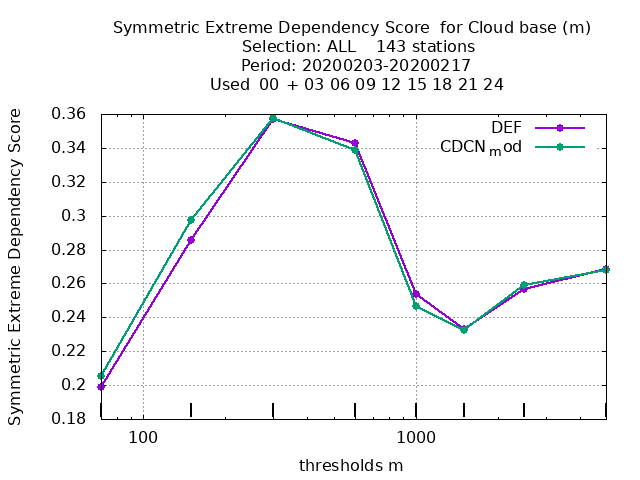 Symmetric Extreme Dependency Score  for Cloud base (m)
Selection: ALL    143 stations
Period: 20200203-20200217
Used  00 + 03 06 09 12 15 18 21 24
Symmetric Extreme Dependency Score
0.36
0.34
0.32
0.3
0.28
0.26
0.24
0.22
0.2
0.18
DEF
CDCNmod
100
1000
thresholds m